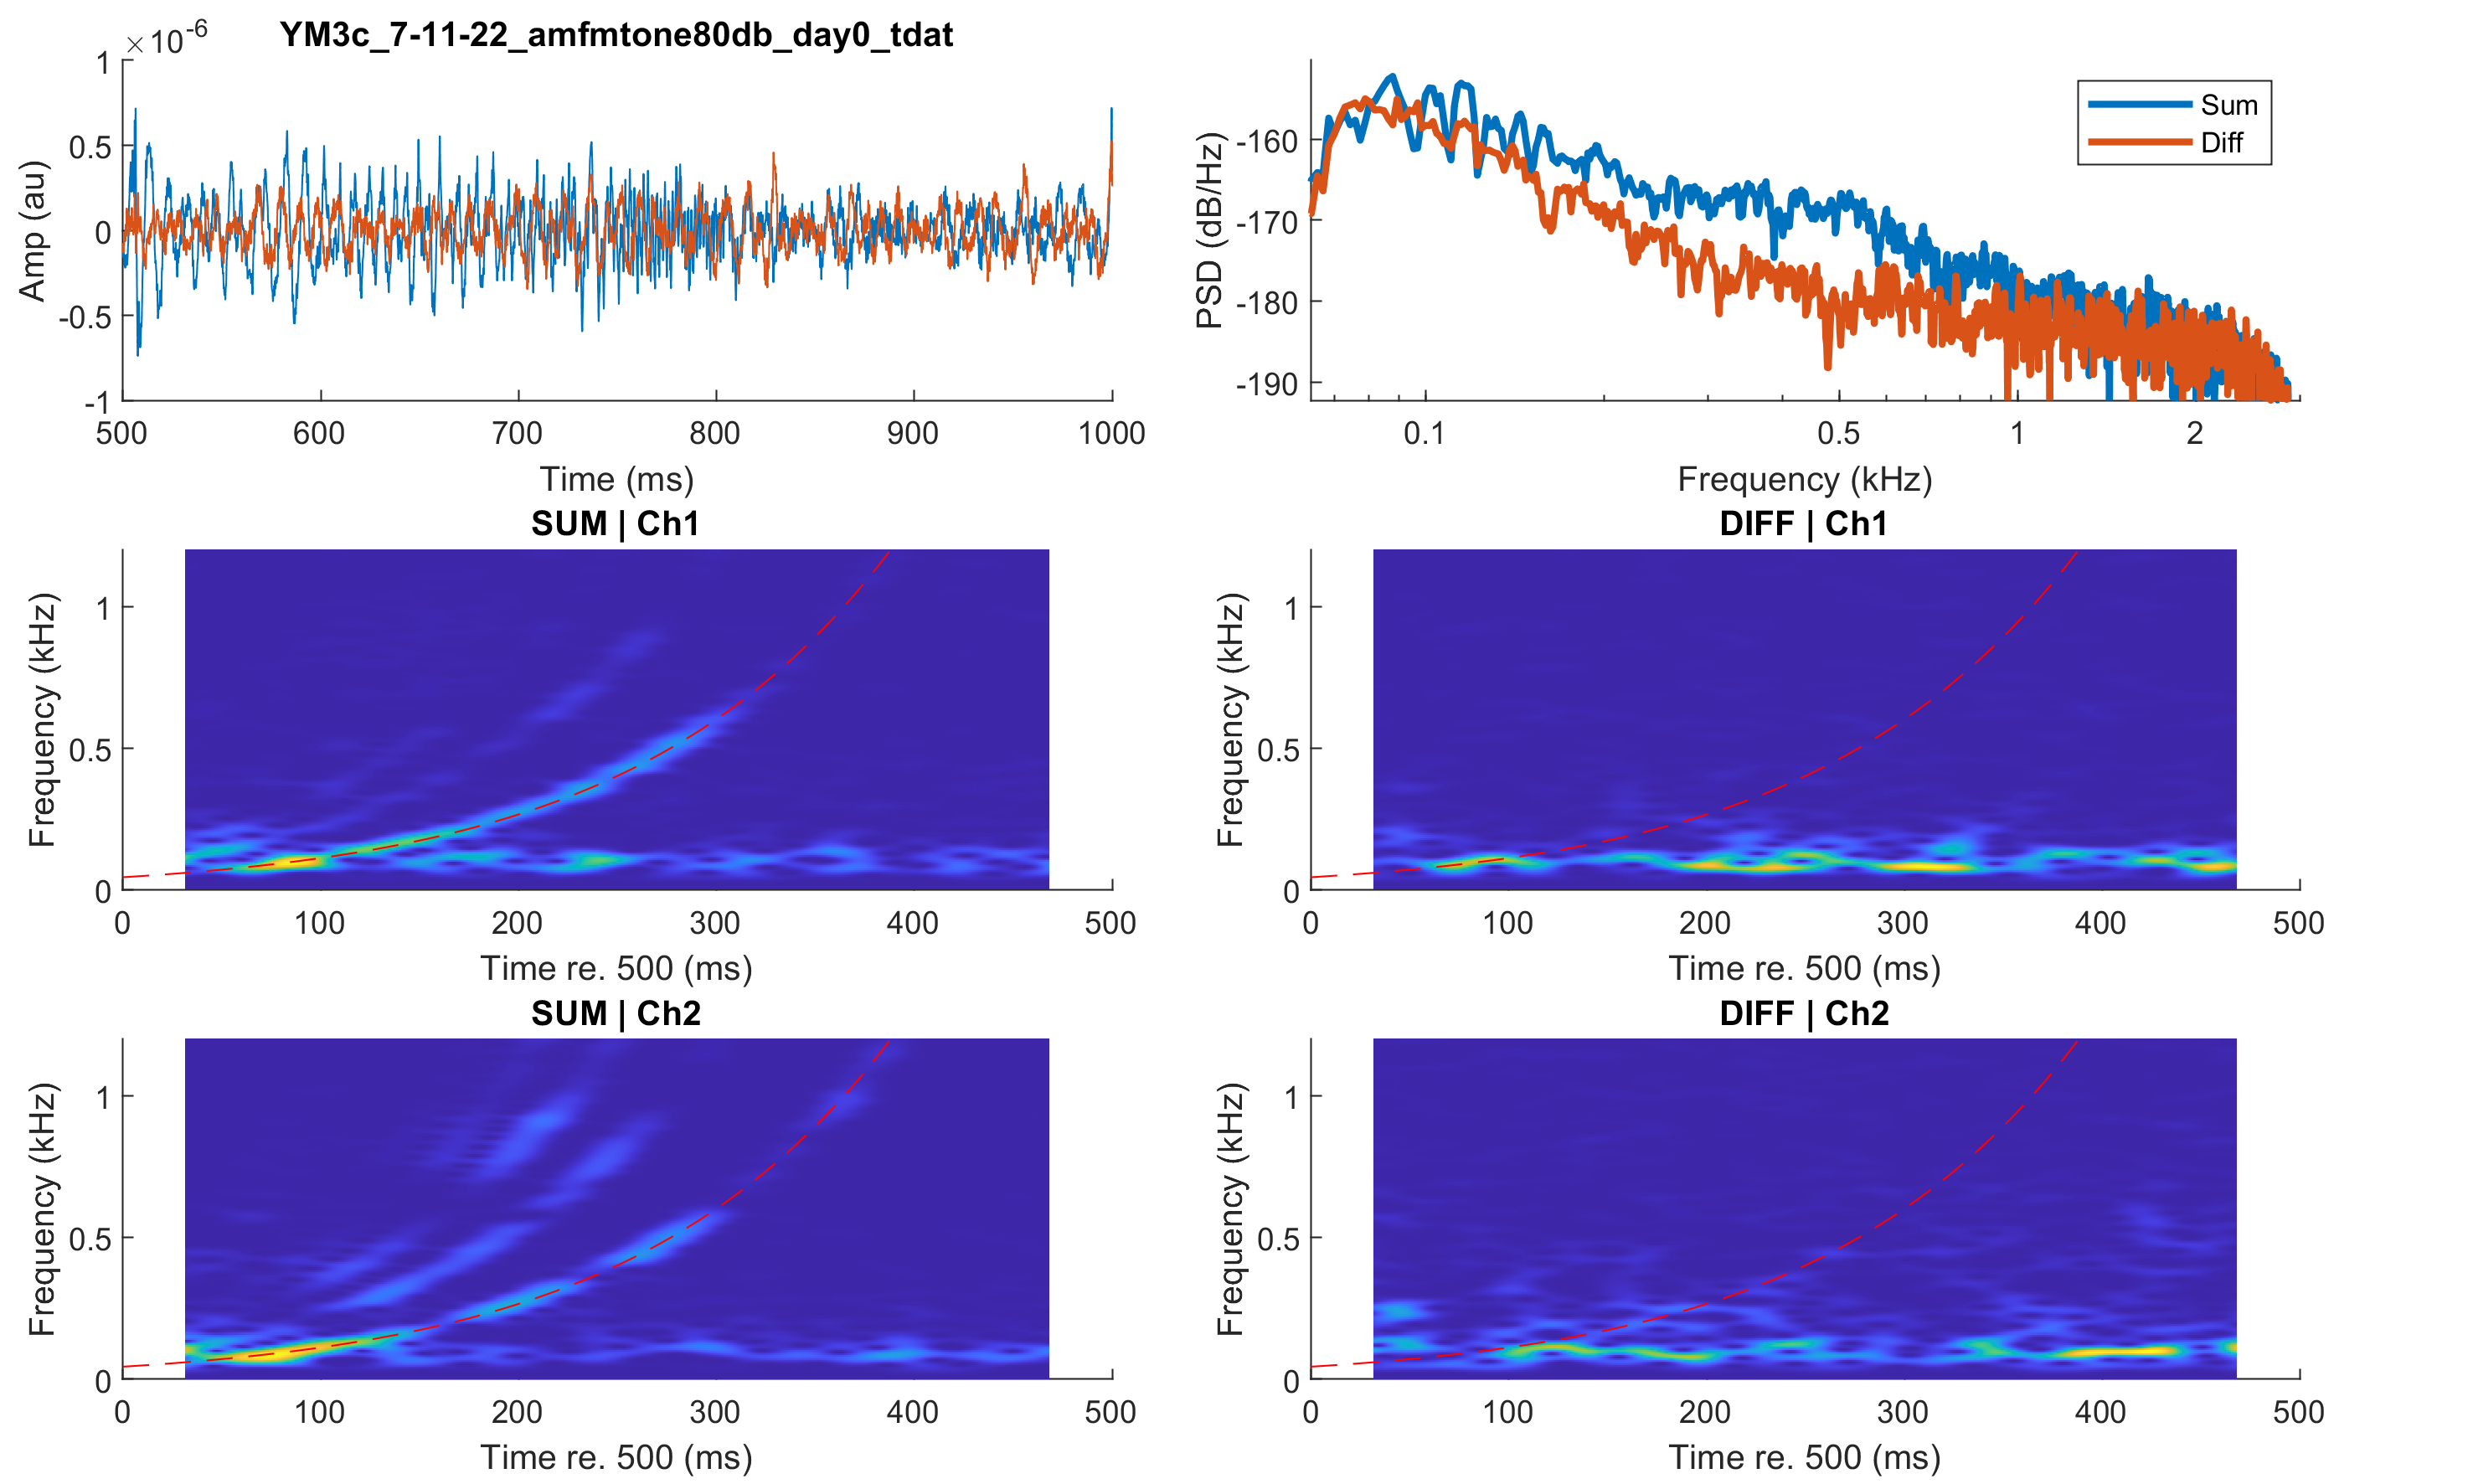 YM3c_7-11-22_amfmtone80db_day0_tdat
×10-6
1
0.5
0
-0.5
-1
Amp (au)
500 600 700 800 900 1000
Time (ms)
-160
-170
-180
-190
PSD (dB/Hz)
Sum
Diff
0.1 0.5 1 2
Frequency (kHz)
SUM | Ch1
1
0.5
0
Frequency (kHz)
0 100 200 300 400 500
Time re. 500 (ms)
DIFF | Ch1
1
0.5
0
Frequency (kHz)
0 100 200 300 400 500
Time re. 500 (ms)
SUM | Ch2
1
0.5
0
Frequency (kHz)
0 100 200 300 400 500
Time re. 500 (ms)
DIFF | Ch2
1
0.5
0
Frequency (kHz)
0 100 200 300 400 500
Time re. 500 (ms)